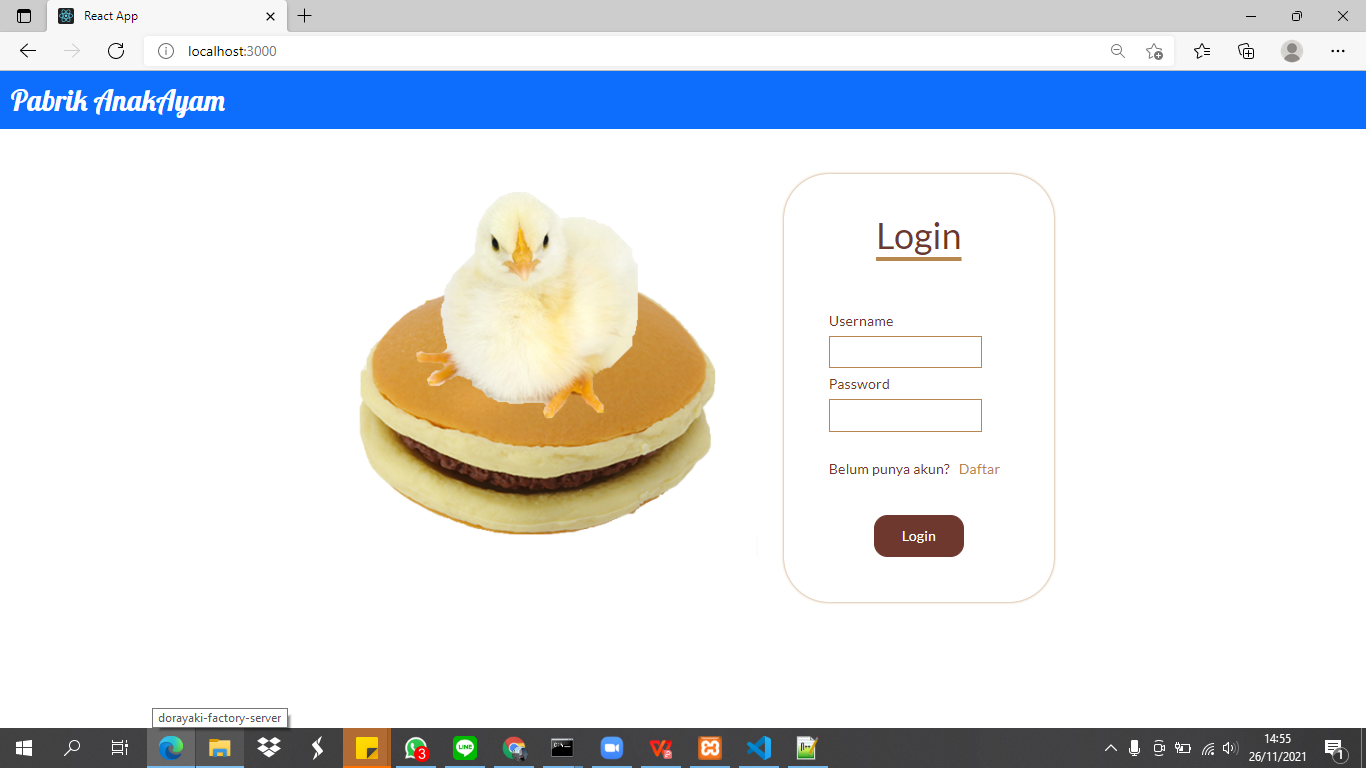 React App
localhost:3000
Pabrik AnakAyam
Login
Username
Password
Belum punya akun? Daftar
Login
dorayaki-factory-server
3
14:55
26/11/2021
1